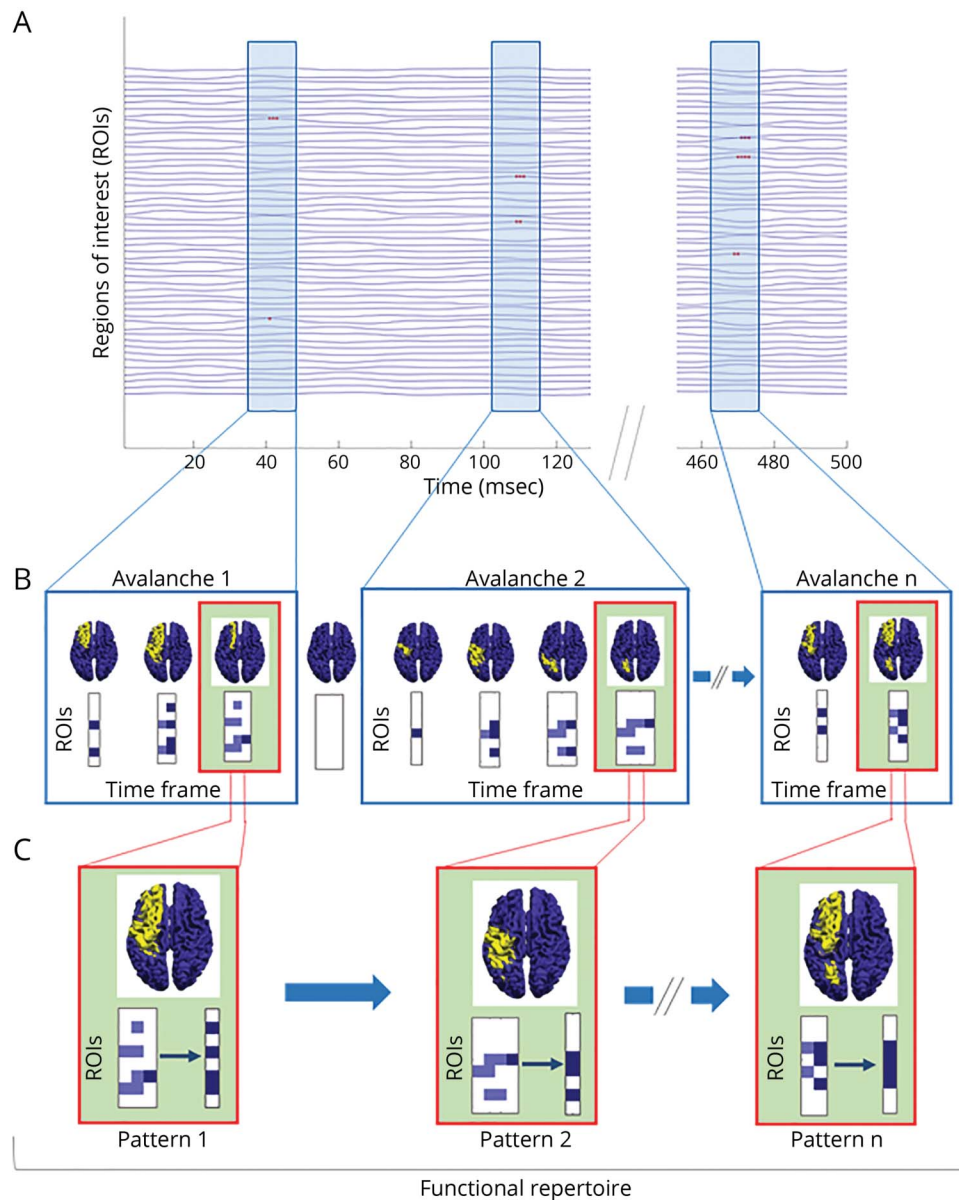 A
Regions of interest (ROIs)
20 40 60 80 100 120 460 480 500
Time (msec)
B
Avalanche 1 Avalanche 2 Avalanche n
ROIs ROIs ROIs
Time frame Time frame Time frame
C
ROIs ROIs ROIs
Pattern 1 Pattern 2 Pattern n
Functional repertoire